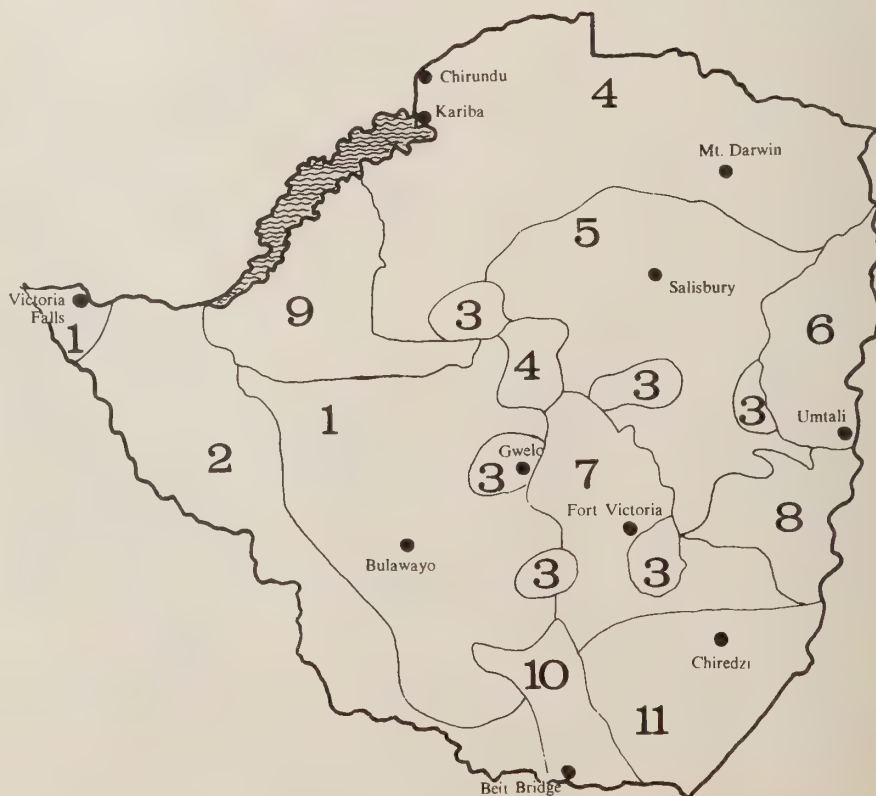 Chirundu
Kariba
4
Mt. Darwin
5
Salisbury
Victoria
Falls
1
9
3
6
4
3
3
Umtali
1
2
Gwelo
3
7
Fort Victoria
8
Bulawayo
3
3
Chiredzi
10
11
Beit Bridge